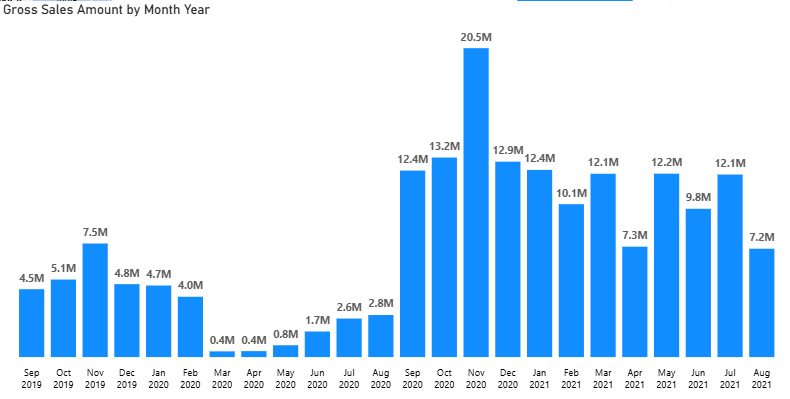 Gross Sales Amount by Month Year
20.5M
13.2M
12.9M
12.4M
12.4M
12.1M
12.2M
12.1M
10.1M
9.8M
7.5M
7.3M
7.2M
4.5M
5.1M
4.8M
4.7M
4.0M
0.4M
0.4M
0.8M
1.7M
2.6M
2.8M
Sep Oct Nov Dec Jan Feb Mar Apr May Jun Jul Aug Sep Oct Nov Dec Jan Feb Mar Apr May Jun Jul Aug
2019 2019 2019 2019 2020 2020 2020 2020 2020 2020 2020 2020 2020 2020 2020 2020 2021 2021 2021 2021 2021 2021 2021 2021